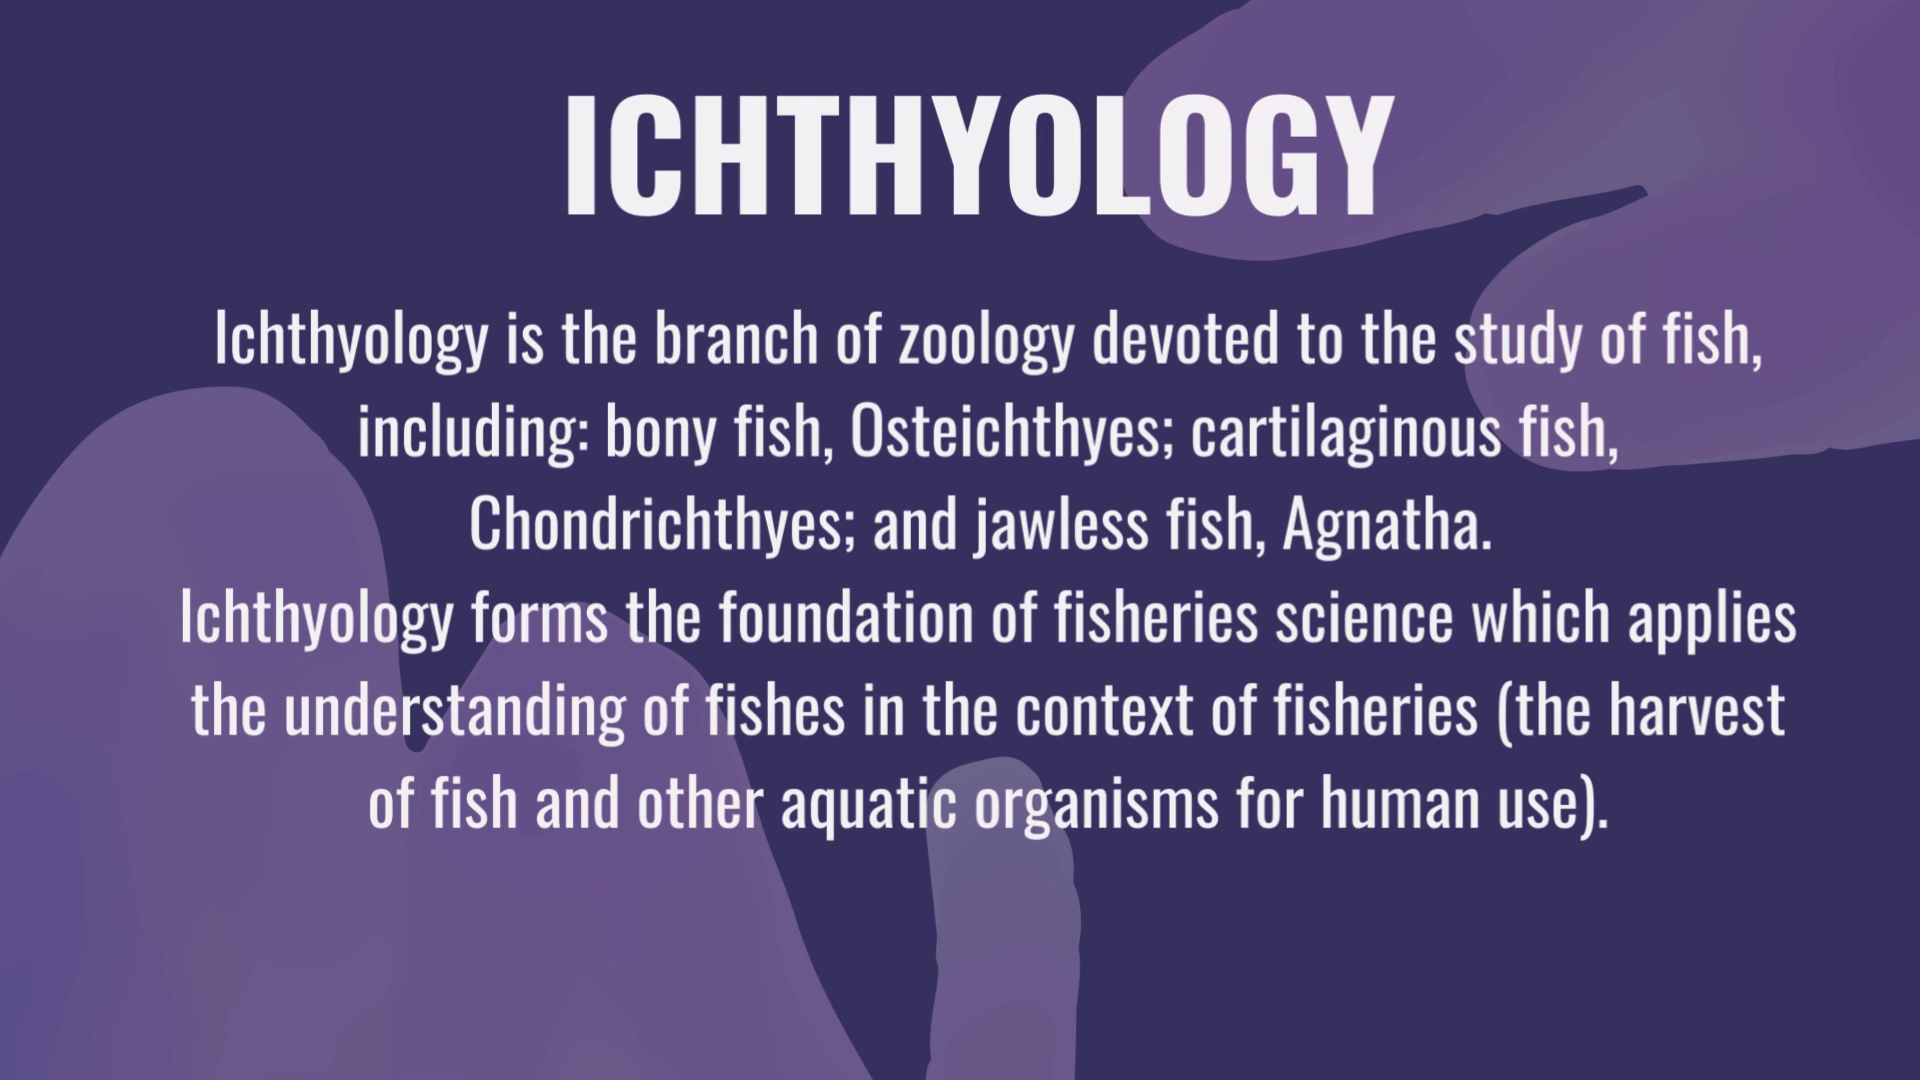 ICHTHYOLOGY
Ichthyology is the branch of zoology devoted to the study of fish,
including: bony fish, Osteichthyes; cartilaginous fish,
Chondrichthyes; and jawless fish, Agnatha.
Ichthyology forms the foundation of fisheries science which applies
the understanding of fishes in the context of fisheries (the harvest
of fish and other aquatic organisms for human use).